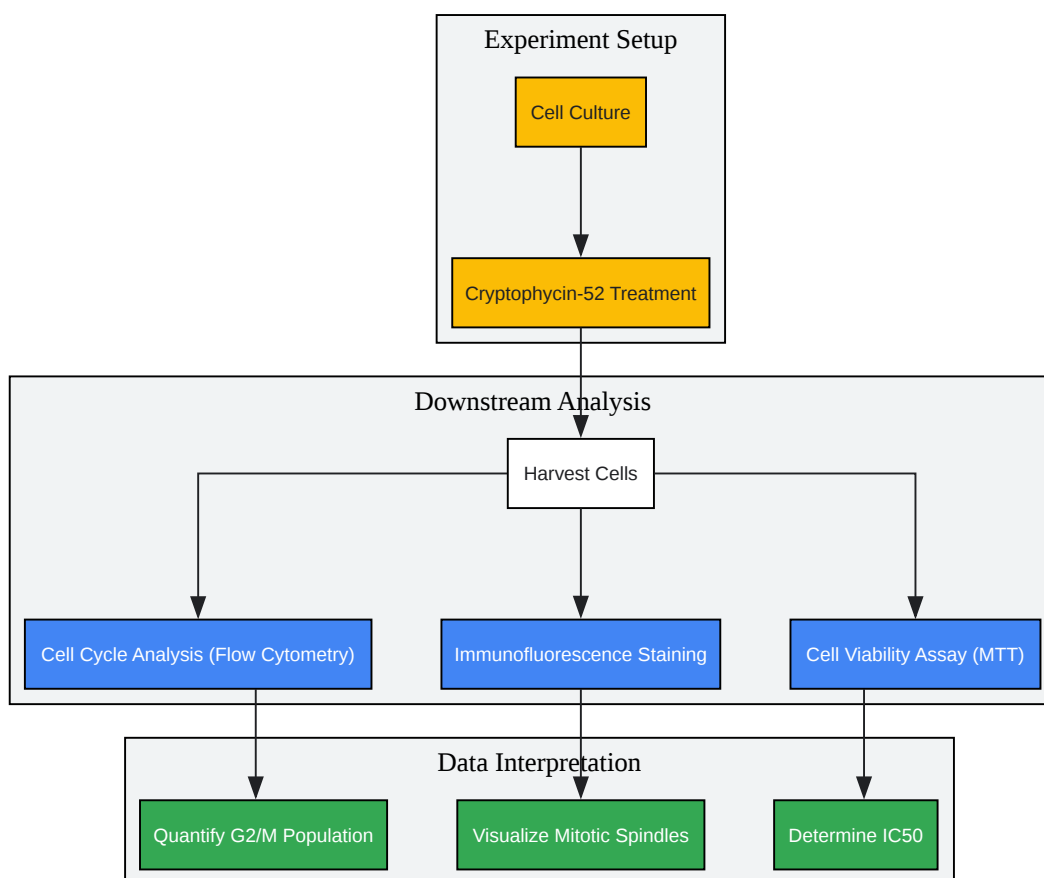 Experiment Setup
Cell Culture
Cryptophycin-52 Treatment
Downstream Analysis
Harvest Cells
Cell Cycle Analysis (Flow Cytometry)
Immunofluorescence Staining
Cell Viability Assay (MTT)
Data Interpretation
Quantify G2/M Population
Visualize Mitotic Spindles
Determine IC50